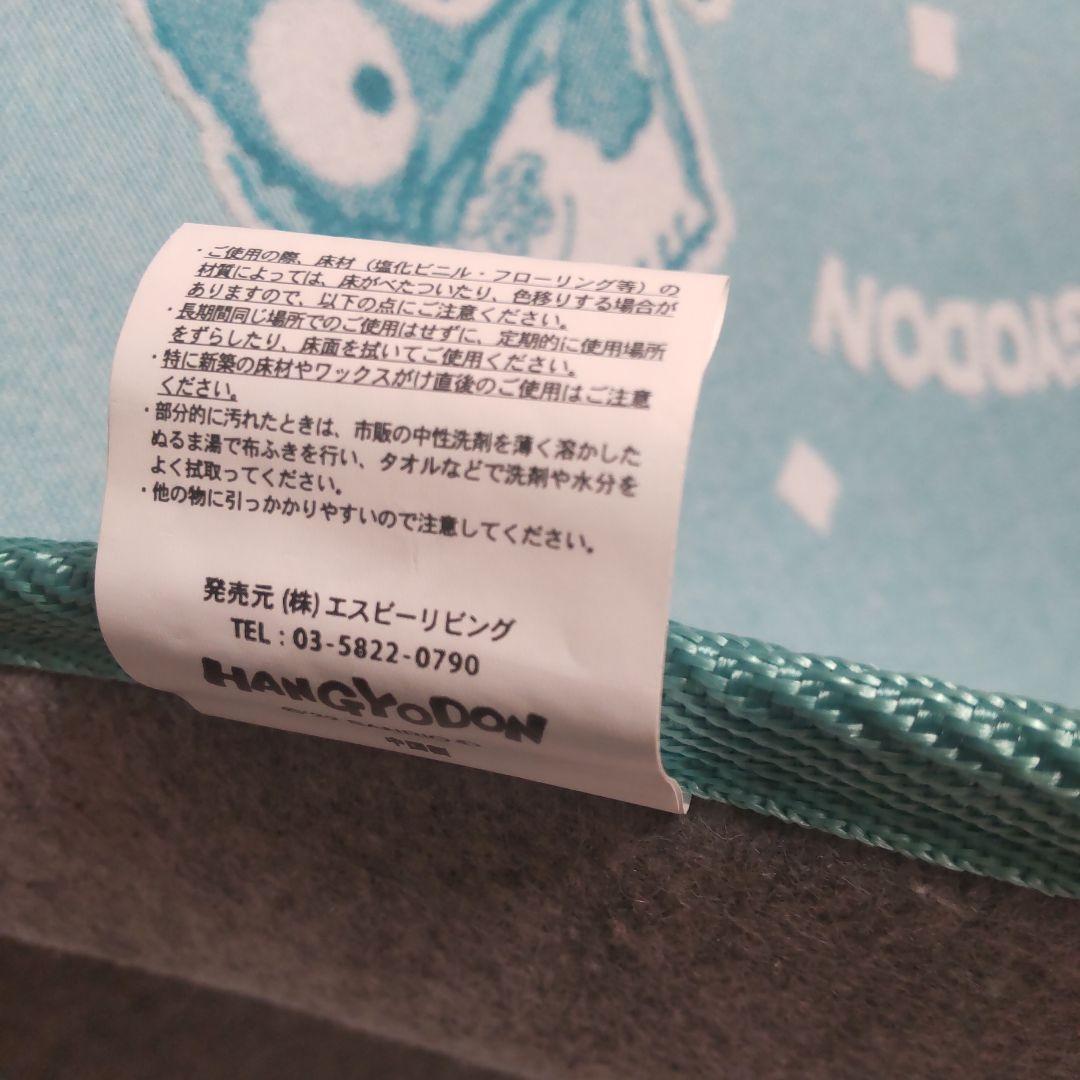 ・ご使用の際、床材（塩化ビニル・フローリング等）の
材質によっては、床がべたついたり、色移りする場合が
ありますので、以下の点にご注意ください。
・長期間同じ場所でのご使用はせずに、定期的に使用場所
をずらしたり、床面を拭いてご使用ください。
・特に新築の床材やワックスがけ直後のご使用はご注意
ください。
・部分的に汚れたときは、市販の中性洗剤を薄く溶かした
ぬるま湯で布ふきを行い、タオルなどで洗剤や水分を
よく拭取ってください。
・他の物に引っかかりやすいので注意してください。
発売元 (株) エスビーリビング
TEL : 03-5822-0790
HANGYODON
中国製
NGYODON